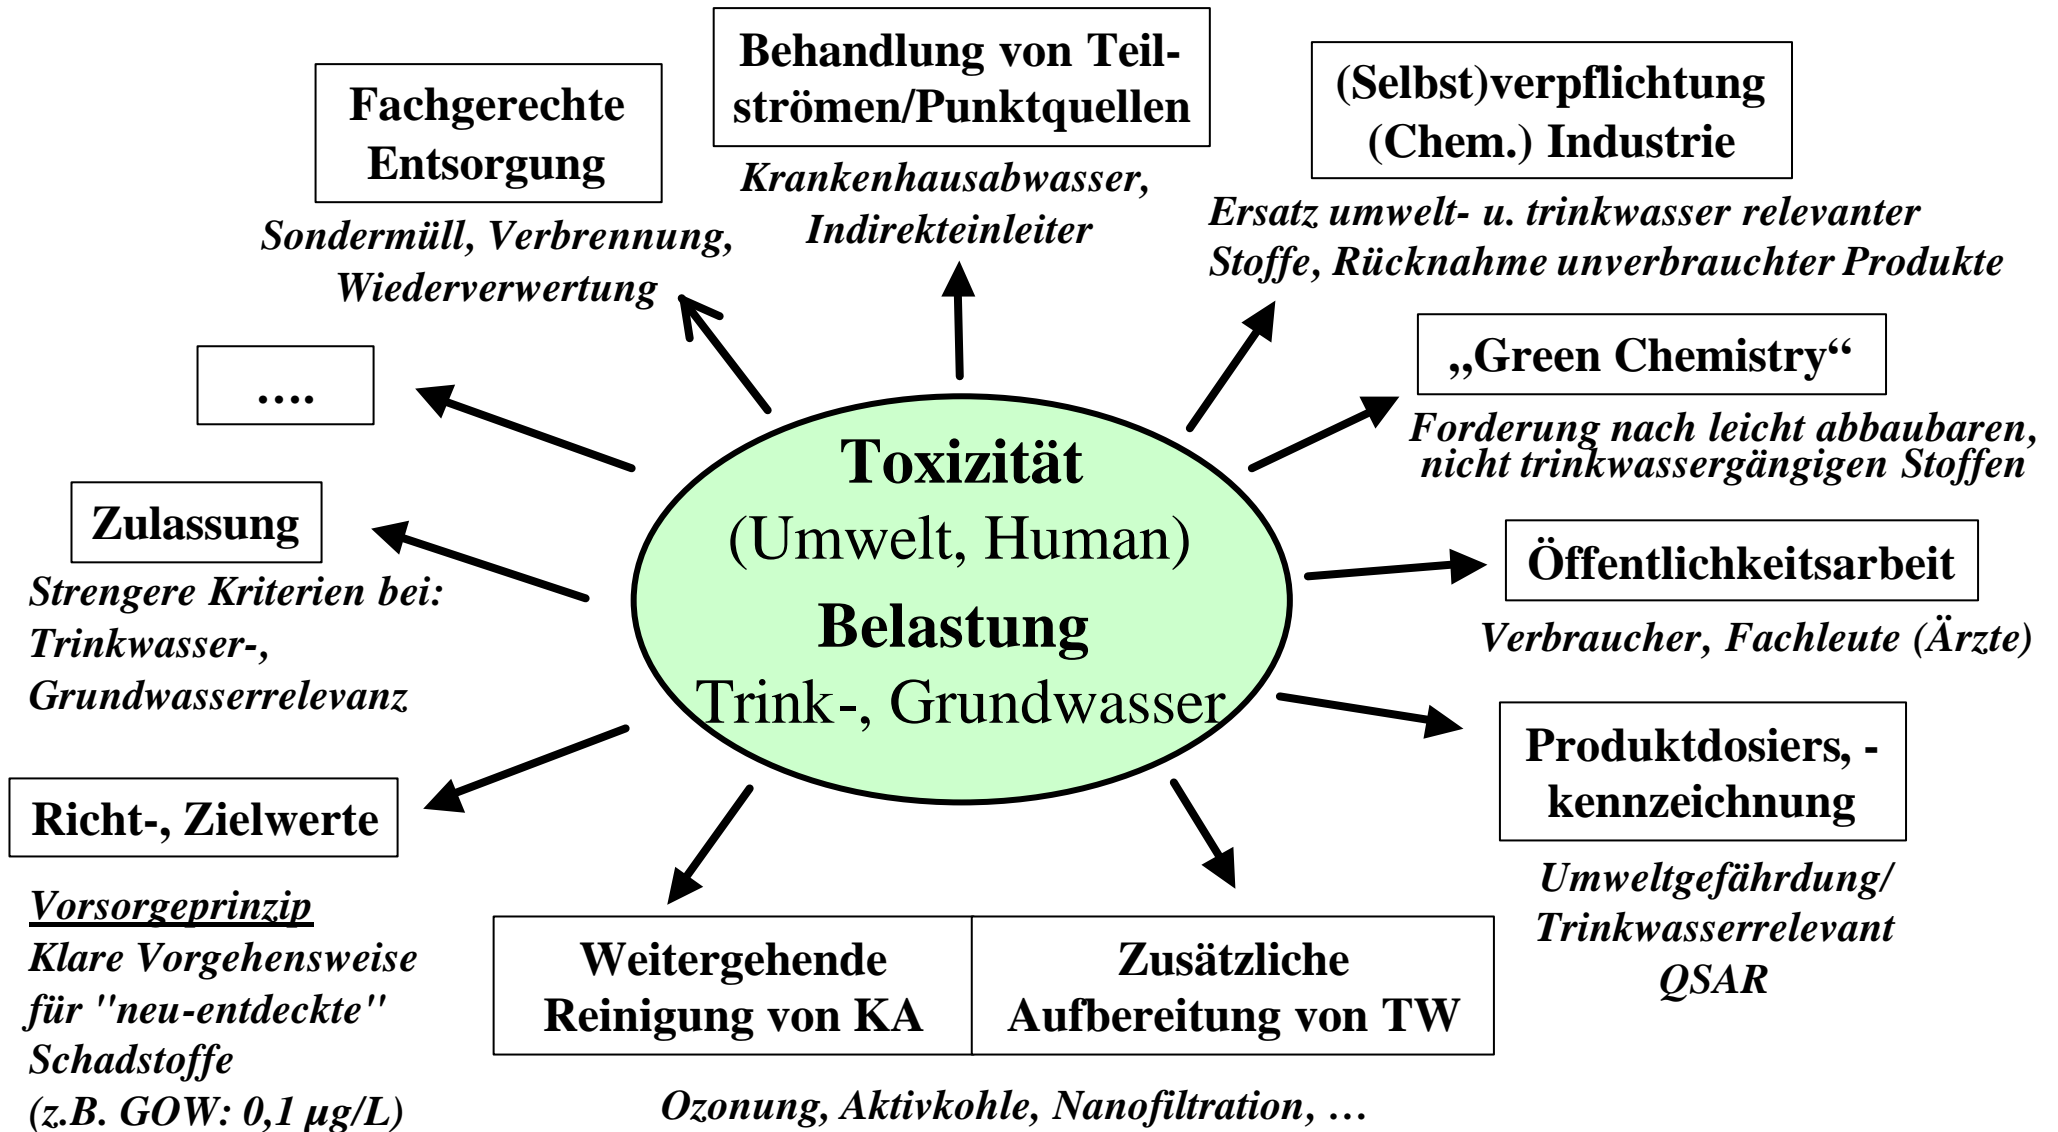 Behandlung von Teil-
strömen/Punktquellen
Krankenhausabwasser,
Indirekteinleiter
(Selbst)verpflichtung
(Chem.) Industrie
Ersatz umwelt- u. trinkwasser relevanter
Stoffe, Rücknahme unverbrauchter Produkte
Fachgerechte
Entsorgung
Sondermüll, Verbrennung,
Wiederverwertung
„Green Chemistry“
Forderung nach leicht abbaubaren,
nicht trinkwassergängigen Stoffen
….
Toxizität
(Umwelt, Human)
Belastung
Trink-, Grundwasser
Zulassung
Strengere Kriterien bei:
Trinkwasser-,
Grundwasserrelevanz
Öffentlichkeitsarbeit
Verbraucher, Fachleute (Ärzte)
Produktdosiers, -
kennzeichnung
Umweltgefährdung/
Trinkwasserrelevant
QSAR
Richt-, Zielwerte
Vorsorgeprinzip
Klare Vorgehensweise
für "neu-entdeckte"
Schadstoffe
(z.B. GOW: 0,1 µg/L)
Weitergehende
Reinigung von KA
Zusätzliche
Aufbereitung von TW
Ozonung, Aktivkohle, Nanofiltration, …